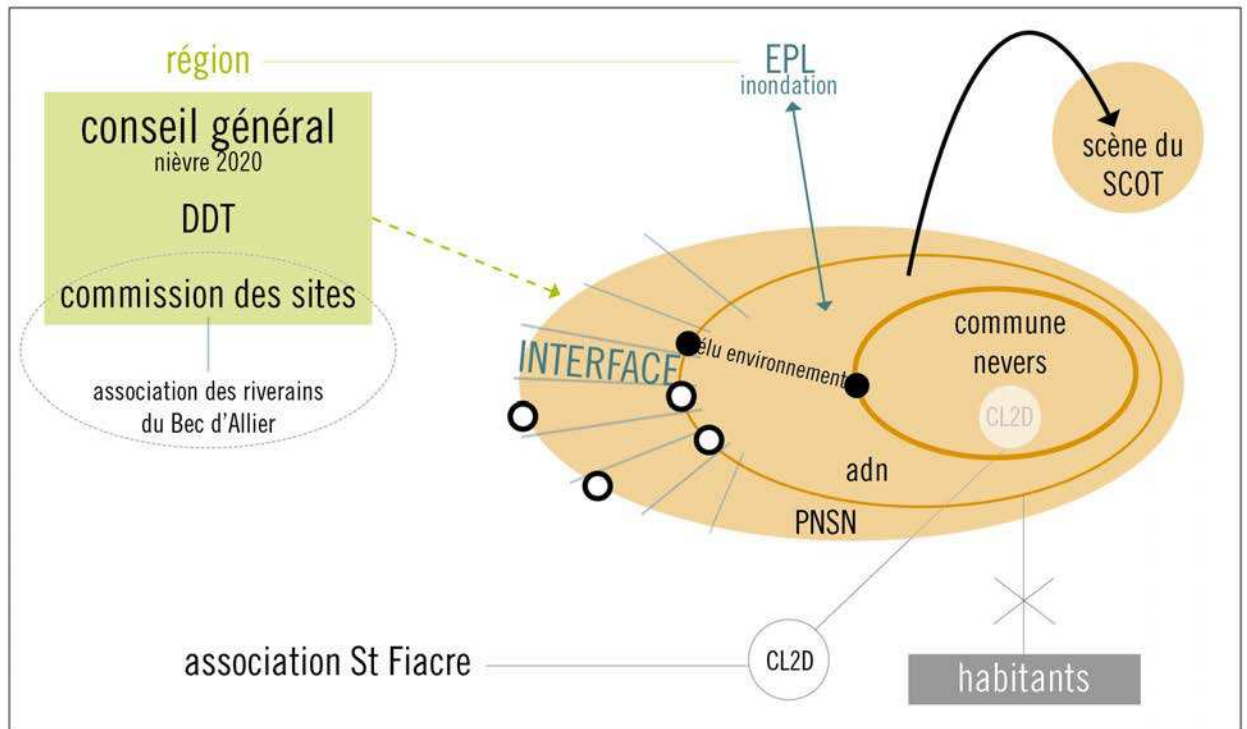 région
EPL
inondation
conseil général
nièvre 2020
DDT
commission des sites
association des riverains
du Bec d'Allier
scène du
SCOT
INTERFACE
élu environnement
commune
nevers
CL2D
adn
PNSN
association St Fiacre
CL2D
habitants